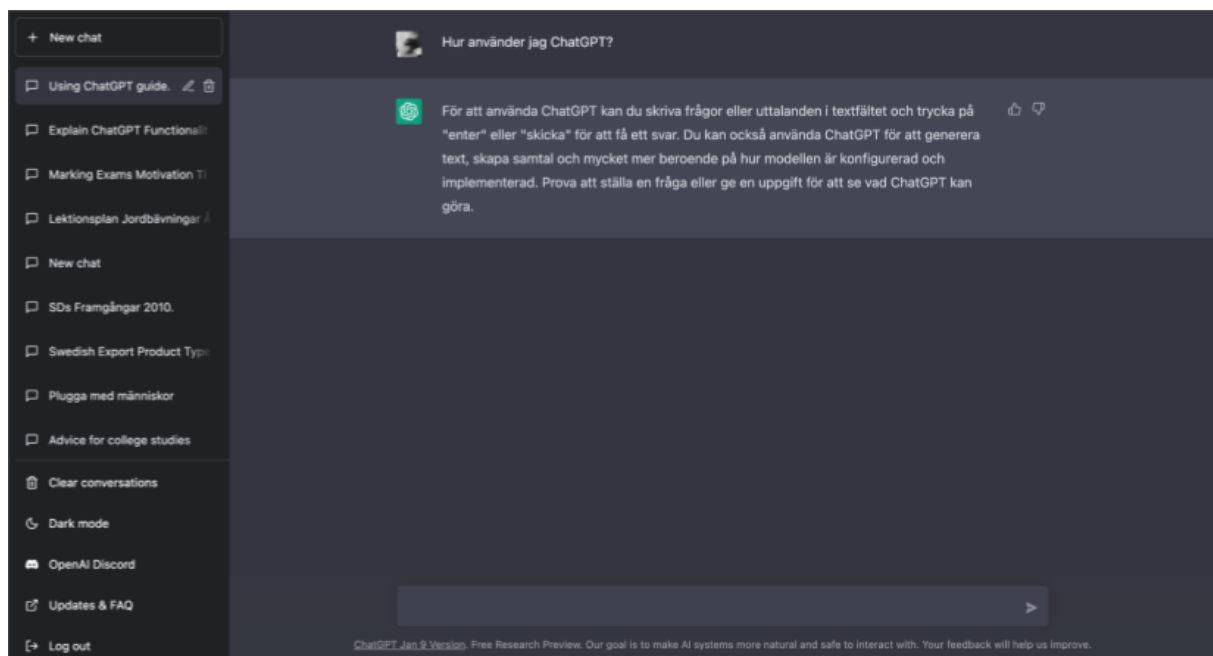 New chat
Using ChatGPT guide.
Explain ChatGPT
Marking Exams Motivation
Lektionsplan Jordbävningar
New chat
SDs Framgångar 2010.
Swedish Export Product
Plugga med människor
Advice for college studies
Clear conversations
Dark mode
OpenAI Discord
Updates & FAQ
Log out
Hur använder jag ChatGPT?
För att använda ChatGPT kan du skriva frågor eller uttalanden i textfältet och trycka på
"enter" eller "skicka" för att få ett svar. Du kan också använda ChatGPT för att generera
text, skapa samtal och mycket mer beroende på hur modellen är konfigurerad och
implementerad. Prova att ställa en fråga eller ge en uppgift för att se vad ChatGPT kan
göra.
ChatGPT Jan 9 Version. Free Research Preview. Our goal is to make AI systems more natural and safe to interact with. Your feedback will help us improve.